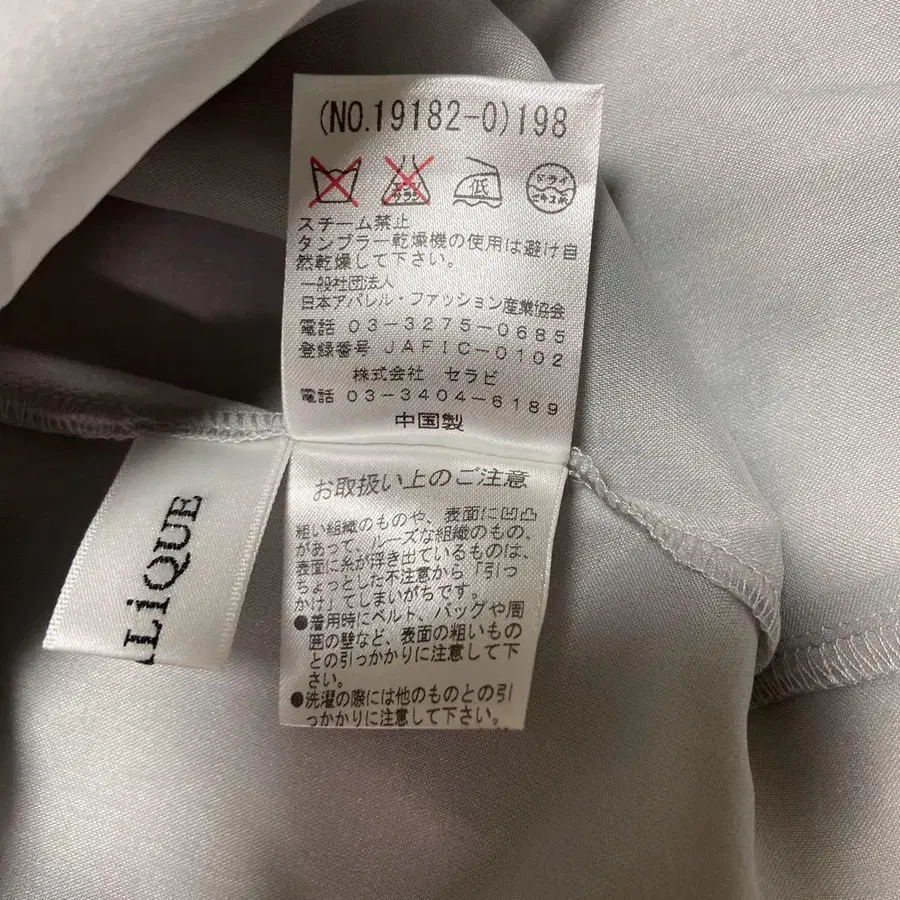 (NO.19182-0)198
エンソ
サラシ
低
ドライ
セキユ系
スチーム禁止
タンブラー乾燥機の使用は避け自
然乾燥して下さい。
一般社団法人
日本アパレル・ファッション産業協会
電話 03-3275-0685
登録番号 JAFIC-0102
株式会社 セラビ
電話 03-3404-6189
中国製
お取扱い上のご注意
粗い組織のものや、表面に凹凸
があって、ルーズな組織のもの、
表面に糸が浮き出ているものは、
ちょっとした不注意から「引っ
かけ」てしまいがちです。
●着用時にベルト、バッグや周
囲の壁など、表面の粗いもの
との引っかかりに注意して下
さい。
●洗濯の際には他のものとの引
っかかりに注意して下さい。
LiQUE